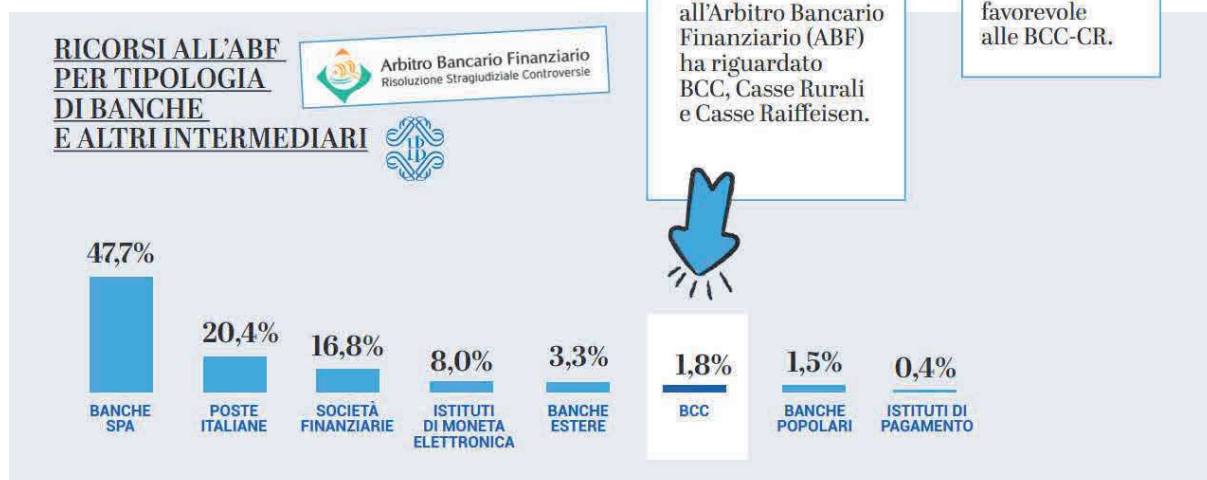 all'Arbitro Bancario
Finanziario (ABF)
ha riguardato
BCC, Casse Rurali
e Casse Raiffeisen.
favorevole
alle BCC-CR.
RICORSI ALL'ABF
PER TIPOLOGIA
DI BANCHE
E ALTRI INTERMEDIARI
Arbitro Bancario Finanziario
Risoluzione Stragiudiziale Controversie
47,7%
BANCHE
SPA
20,4%
POSTE
ITALIANE
16,8%
SOCIETÀ
FINANZIARIE
8,0%
ISTITUTI
DI MONETA
ELETTRONICA
3,3%
BANCHE
ESTERE
1,8%
BCC
1,5%
BANCHE
POPOLARI
0,4%
ISTITUTI DI
PAGAMENTO